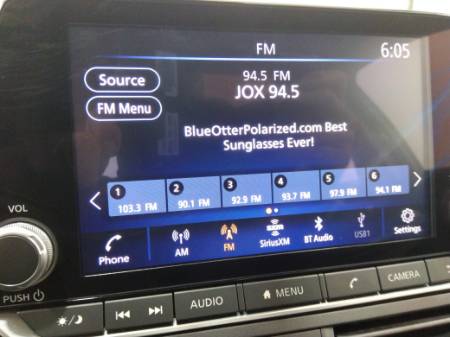 FM
6:05
Source
94.5 FM
JOX 94.5
FM Menu
BlueOtterPolarized.com Best
Sunglasses Ever!
1 2 3 4 5 6
103.3 FM 90.1 FM 92.9 FM 93.7 FM 97.9 FM 94.1 FM
Phone AM FM SiriusXM BT Audio USB1 Settings
VOL
PUSH
AUDIO MENU CAMERA